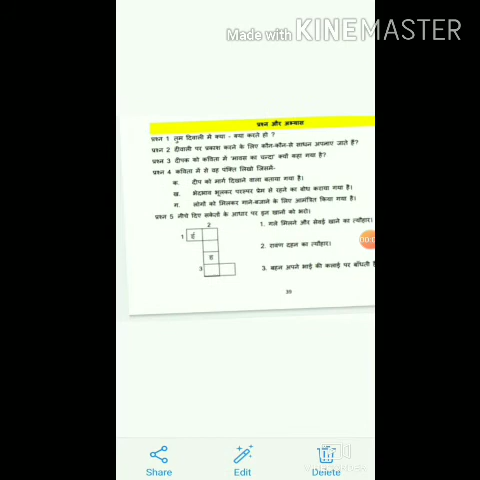 Made with KINEMASTER
प्रश्न और अभ्यास
प्रश्न 1 तुम दिवाली में क्या - क्या करते हो ?
प्रश्न 2 दीवाली पर प्रकाश करने के लिए कौन-कौन-से साधन अपनाए जाते हैं?
प्रश्न 3 दीपक को कविता में 'मावस का चन्दा' क्यों कहा गया है?
प्रश्न 4 कविता में से वह पंक्ति लिखो जिसमें-
क. दीप को मार्ग दिखाने वाला बताया गया है।
ख. भेदभाव भूलकर परस्पर प्रेम से रहने का बोध कराया गया है।
ग. लोगों को मिलकर गाने-बजाने के लिए आमंत्रित किया गया है।
प्रश्न 5 नीचे दिए संकेतों के आधार पर इन खानों को भरो।
2
1 ई
ह
3
1. गले मिलने और सेवई खाने का त्यौहार।
2. रावण दहन का त्यौहार।
3. बहन अपने भाई की कलाई पर बाँधती है
00:0
39
Share
Edit
Delete